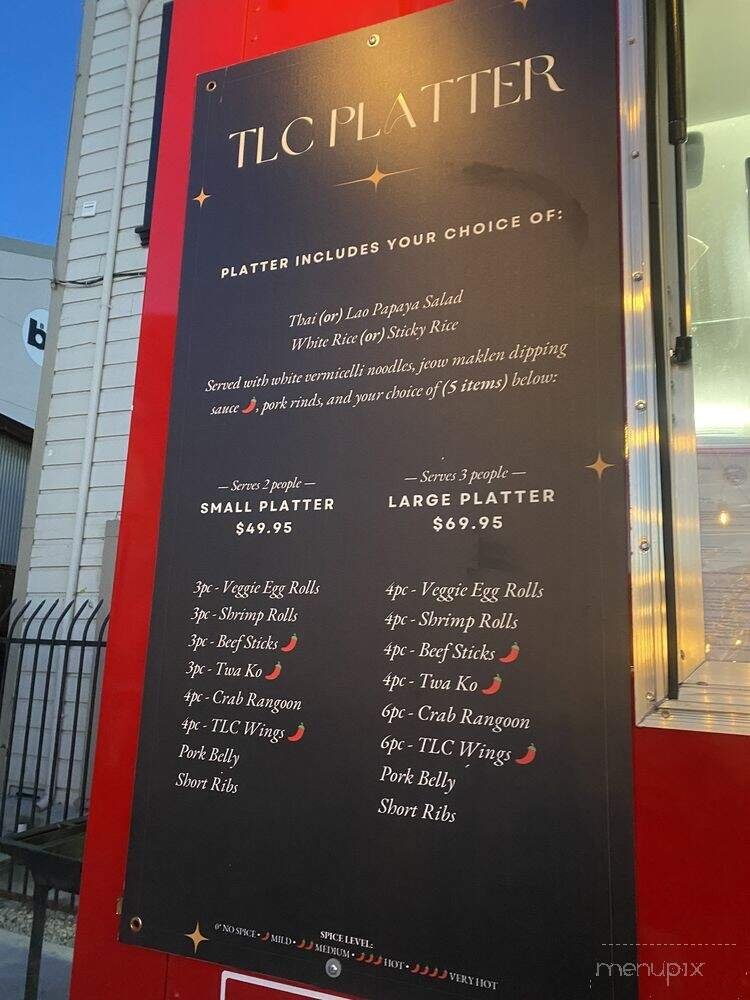 TLC PLATTER
PLATTER INCLUDES YOUR CHOICE OF:
Thai (or) Lao Papaya Salad
White Rice (or) Sticky Rice
Served with white vermicelli noodles, jeow maklen dipping
sauce 🌶️, pork rinds, and your choice of (5 items) below:
— Serves 2 people —
SMALL PLATTER
$49.95
3pc - Veggie Egg Rolls
3pc - Shrimp Rolls
3pc - Beef Sticks 🌶️
3pc - Twa Ko 🌶️
4pc - Crab Rangoon
4pc - TLC Wings 🌶️
Pork Belly
Short Ribs
— Serves 3 people —
LARGE PLATTER
$69.95
4pc - Veggie Egg Rolls
4pc - Shrimp Rolls
4pc - Beef Sticks 🌶️
4pc - Twa Ko 🌶️
6pc - Crab Rangoon
6pc - TLC Wings 🌶️
Pork Belly
Short Ribs
SPICE LEVEL:
0* NO SPICE • 🌶️ MILD • 🌶️🌶️ MEDIUM • 🌶️🌶️🌶️ HOT • 🌶️🌶️🌶️🌶️ VERY HOT
b
menupix